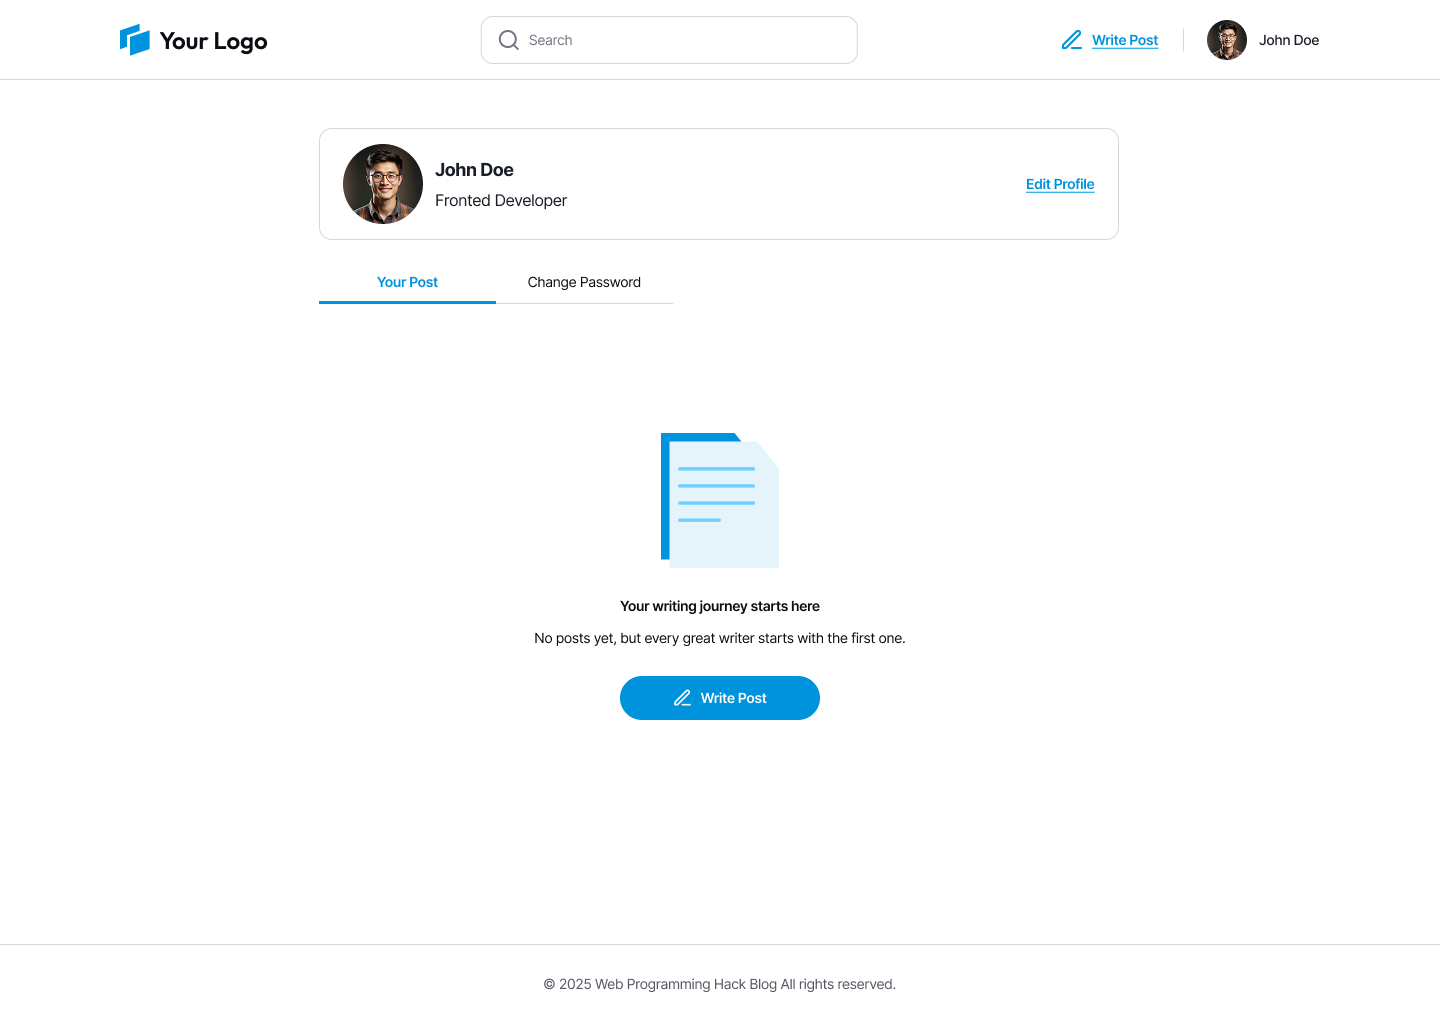 Your Logo
Search
Write Post
John Doe
John Doe
Fronted Developer
Edit Profile
Your Post
Change Password
Your writing journey starts here
No posts yet, but every great writer starts with the first one.
Write Post
© 2025 Web Programming Hack Blog All rights reserved.